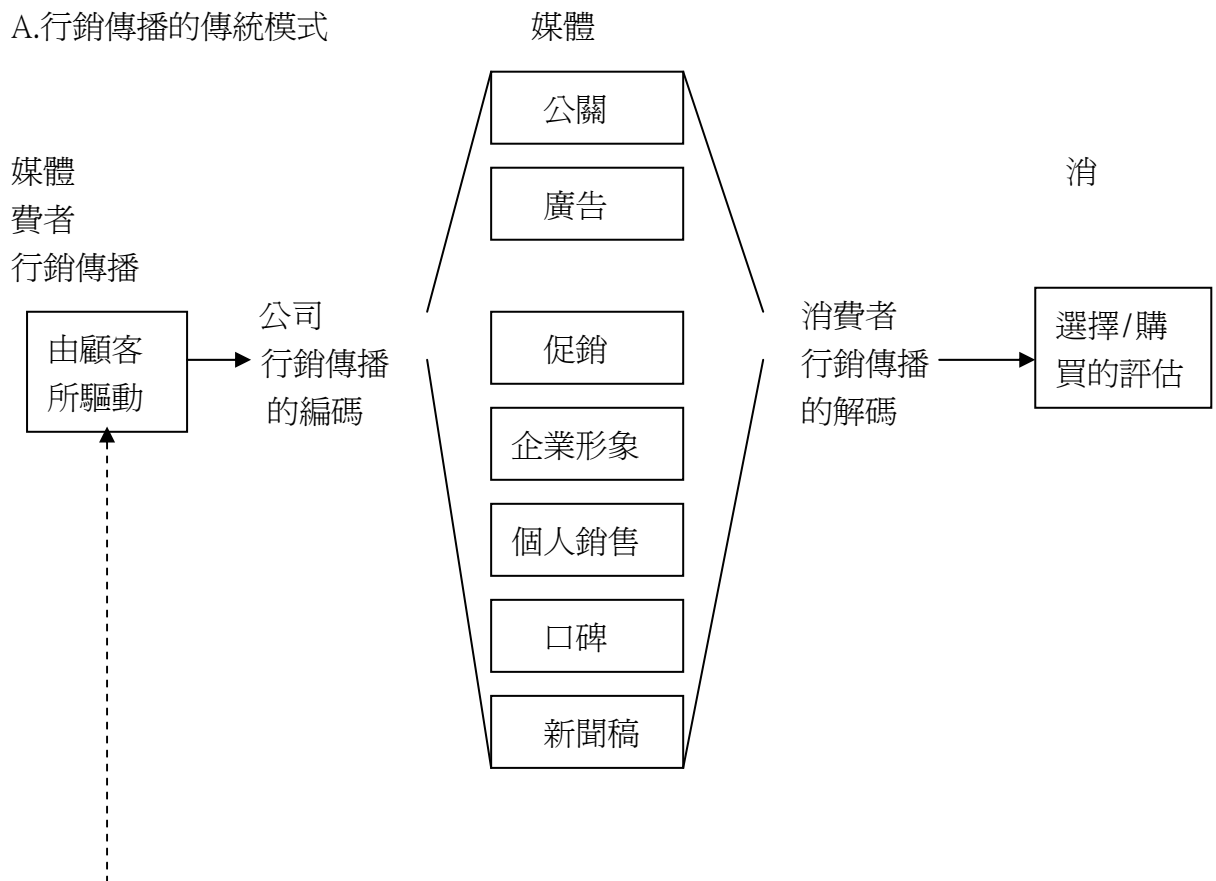 A.行銷傳播的傳統模式 媒體
公關
媒體 消
費者
廣告
行銷傳播
由顧客
所驅動
公司
行銷傳播
的編碼
促銷
企業形象
個人銷售
口碑
新聞稿
消費者
行銷傳播
的解碼
選擇/購
買的評估